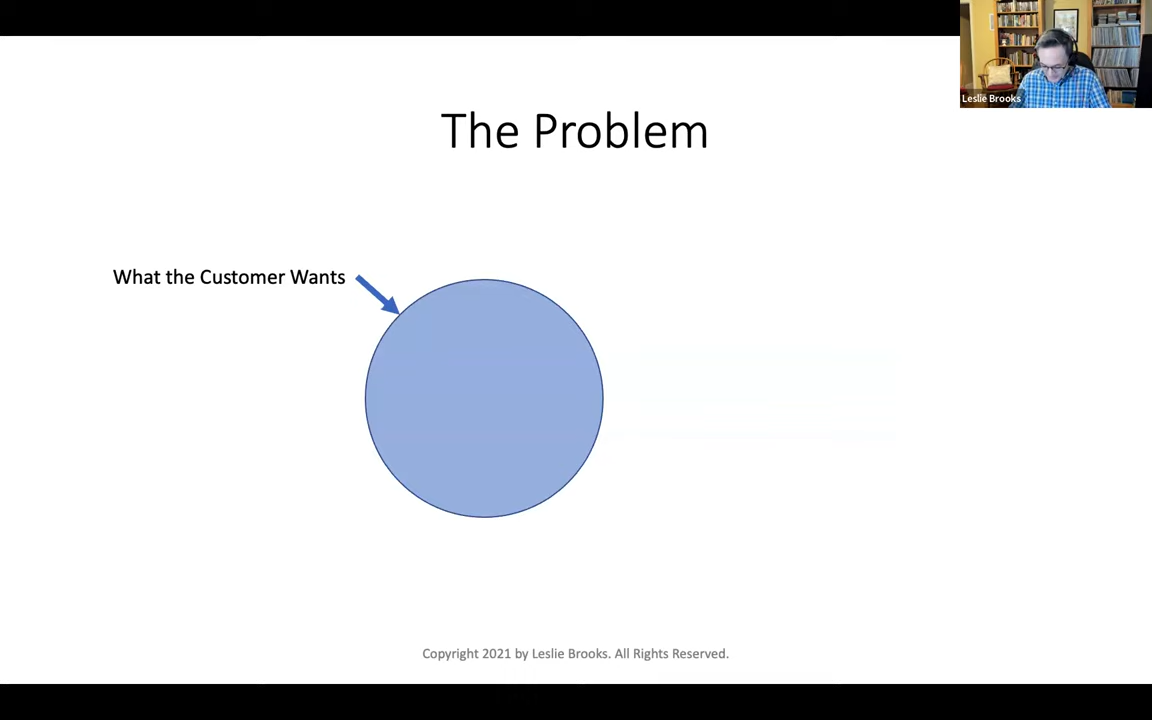 Leslie Brooks
The Problem
What the Customer Wants
Copyright 2021 by Leslie Brooks. All Rights Reserved.